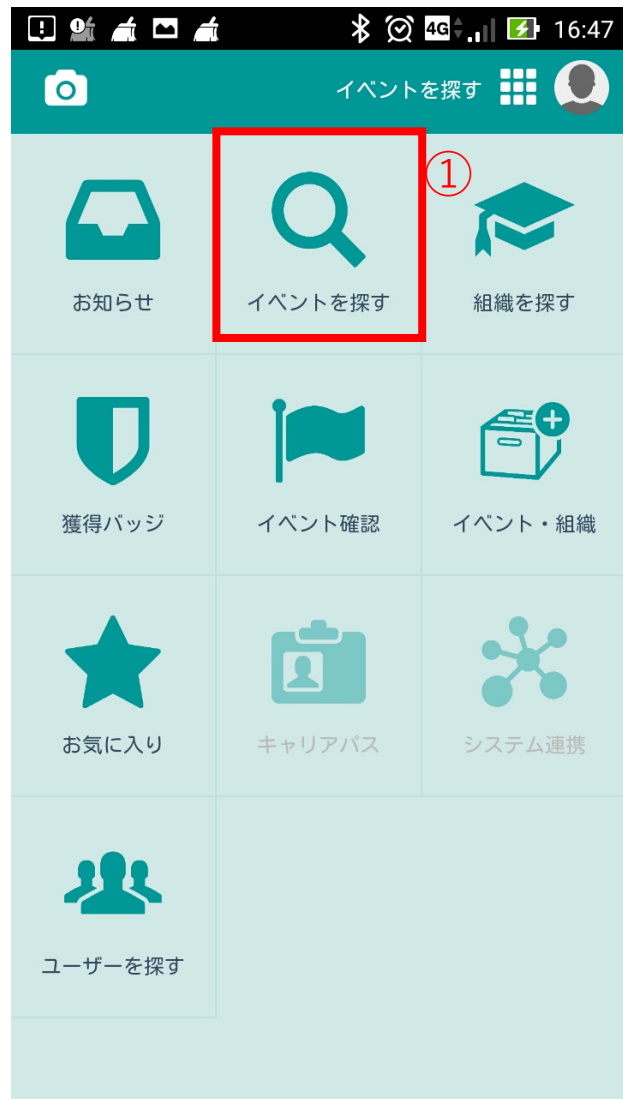 4G 16:47
イベントを探す
①
お知らせ
イベントを探す
組織を探す
獲得バッジ
イベント確認
イベント・組織
お気に入り
キャリアパス
システム連携
ユーザーを探す